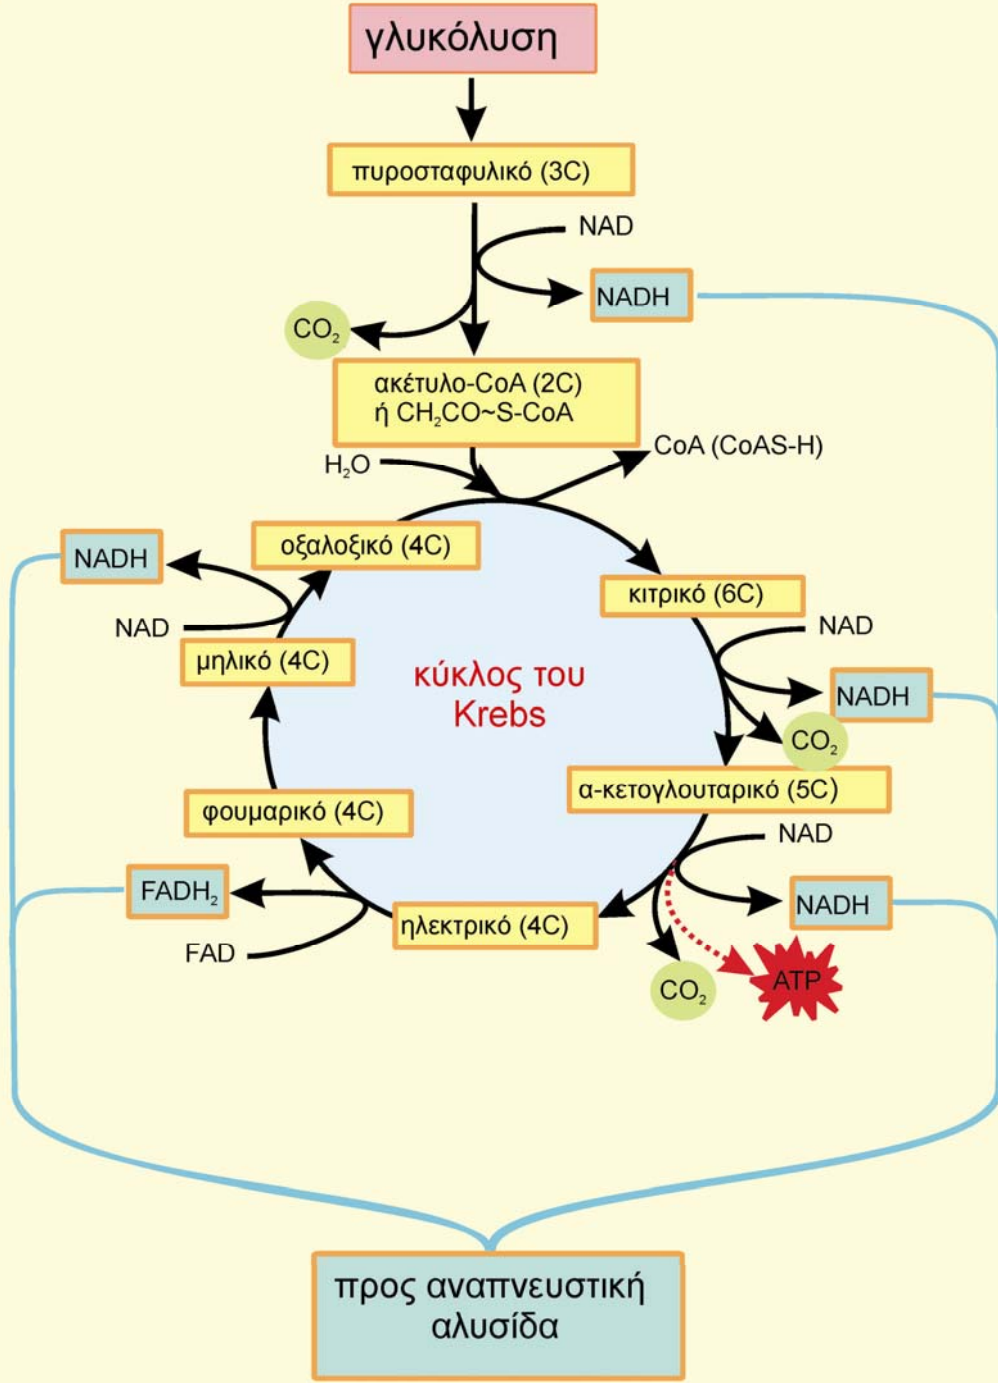 γλυκόλυση
πυροσταφυλικό (3C)
NAD
NADH
CO₂
ακέτυλο-CoA (2C)
ή CH₂CO~S-CoA
H₂O
CoA (CoAS-H)
οξαλοξικό (4C)
NADH
NAD
μηλικό (4C)
κιτρικό (6C)
NAD
NADH
CO₂
κύκλος του
Krebs
α-κετογλουταρικό (5C)
NAD
NADH
φουμαρικό (4C)
FADH₂
FAD
ηλεκτρικό (4C)
CO₂
ATP
προς αναπνευστική
αλυσίδα